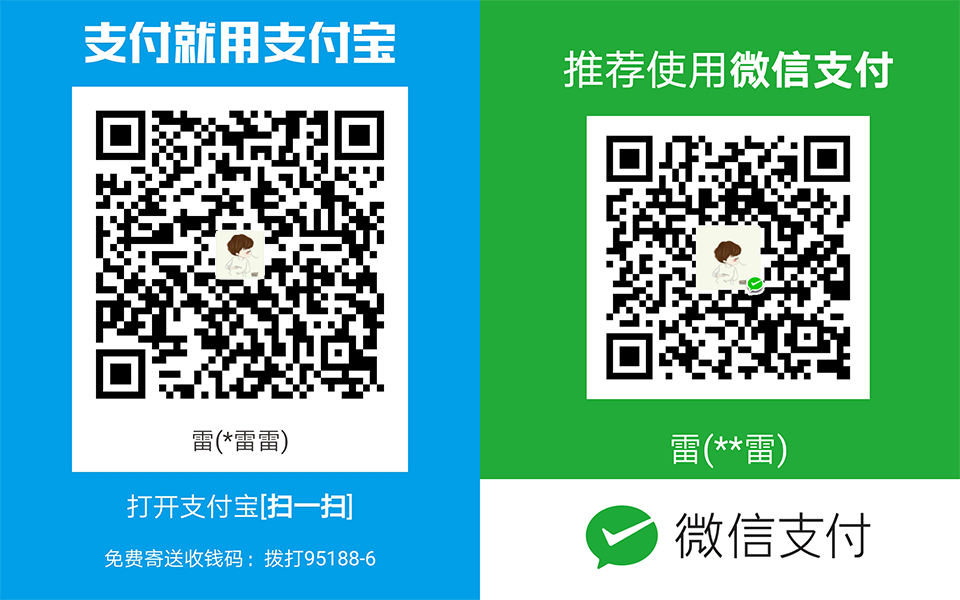 支付就用支付宝
雷(*雷雷)
打开支付宝[扫一扫]
免费寄送收钱码：拨打95188-6
推荐使用微信支付
雷(**雷)
微信支付